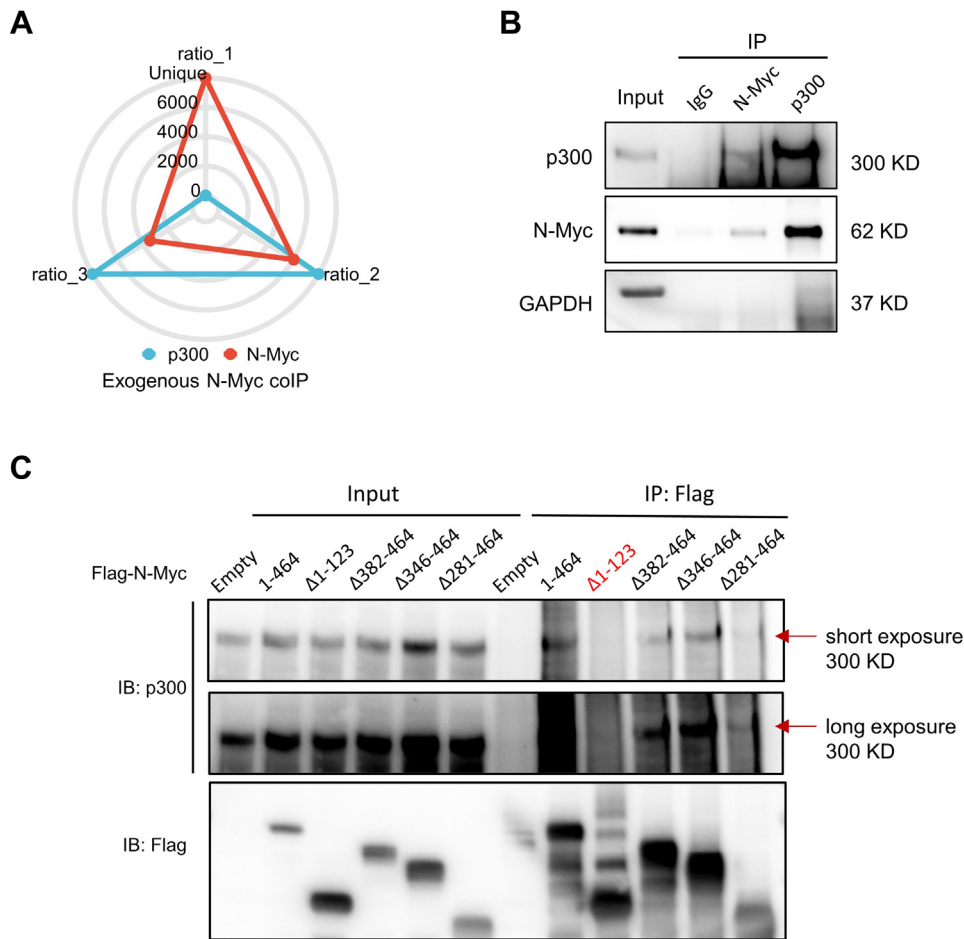 A
ratio_1
Unique
6000
4000
2000
0
ratio_3
ratio_2
p300 N-Myc
Exogenous N-Myc coIP
B
IP
Input IgG N-Myc p300
p300 300 KD
N-Myc 62 KD
GAPDH 37 KD
C
Input IP: Flag
Flag-N-Myc Empty 1-464 Δ1-123 Δ382-464 Δ346-464 Δ281-464 Empty 1-464 Δ1-123 Δ382-464 Δ346-464 Δ281-464
IB: p300
short exposure
300 KD
long exposure
300 KD
IB: Flag